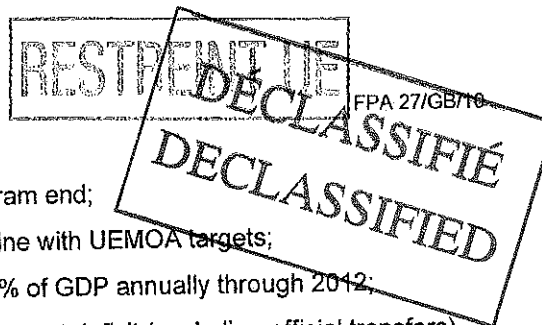 RESTREINT UE
FPA 27/GB/10
DÉCLASSIFIÉ
DECLASSIFIED
ram end;
ine with UEMOA targets;
% of GDP annually through 2012;